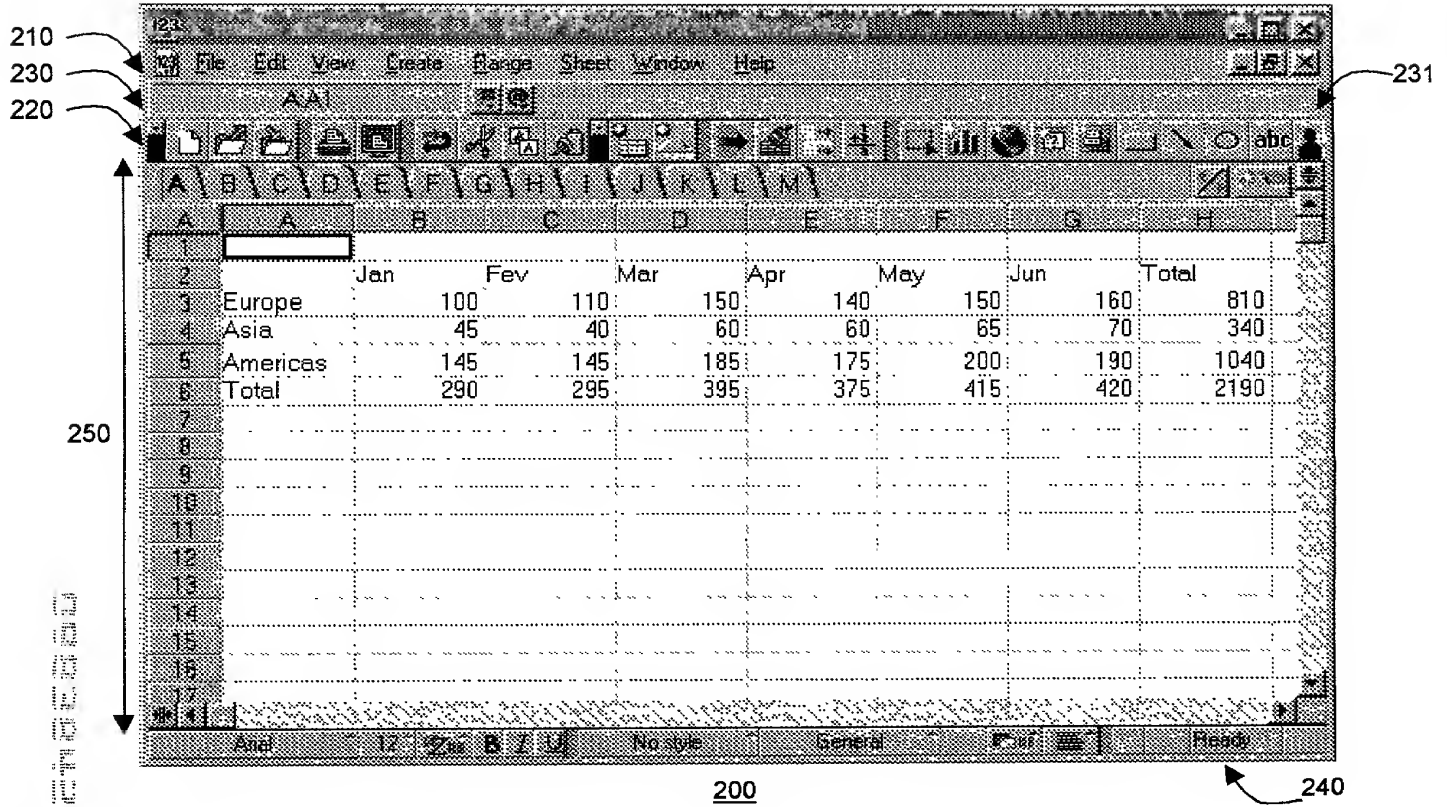 123
210
File Edit View Create Range Sheet Window Help
230 231
A:A1
220
abc
A B C D E F G H I J K L M
A A B C D E F G H
1
2 Jan Fev Mar Apr May Jun Total
3 Europe 100 110 150 140 150 160 810
4 Asia 45 40 60 60 65 70 340
5 Americas 145 145 185 175 200 190 1040
6 Total 290 295 395 375 415 420 2190
7
250
8
9
10
11
12
13
14
15
16
17
Arial 12 B I U No style General Ready
200 240